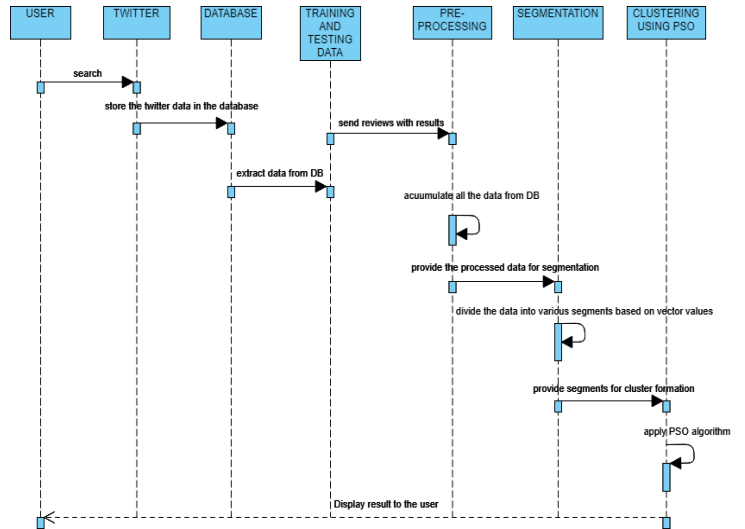 USER
TWITTER
DATABASE
TRAINING
AND
TESTING
DATA
PRE-
PROCESSING
SEGMENTATION
CLUSTERING
USING PSO
search
store the twitter data in the database
send reviews with results
extract data from DB
acuumulate all the data from DB
provide the processed data for segmentation
divide the data into various segments based on vector values
provide segments for cluster formation
apply PSO algorithm
Display result to the user